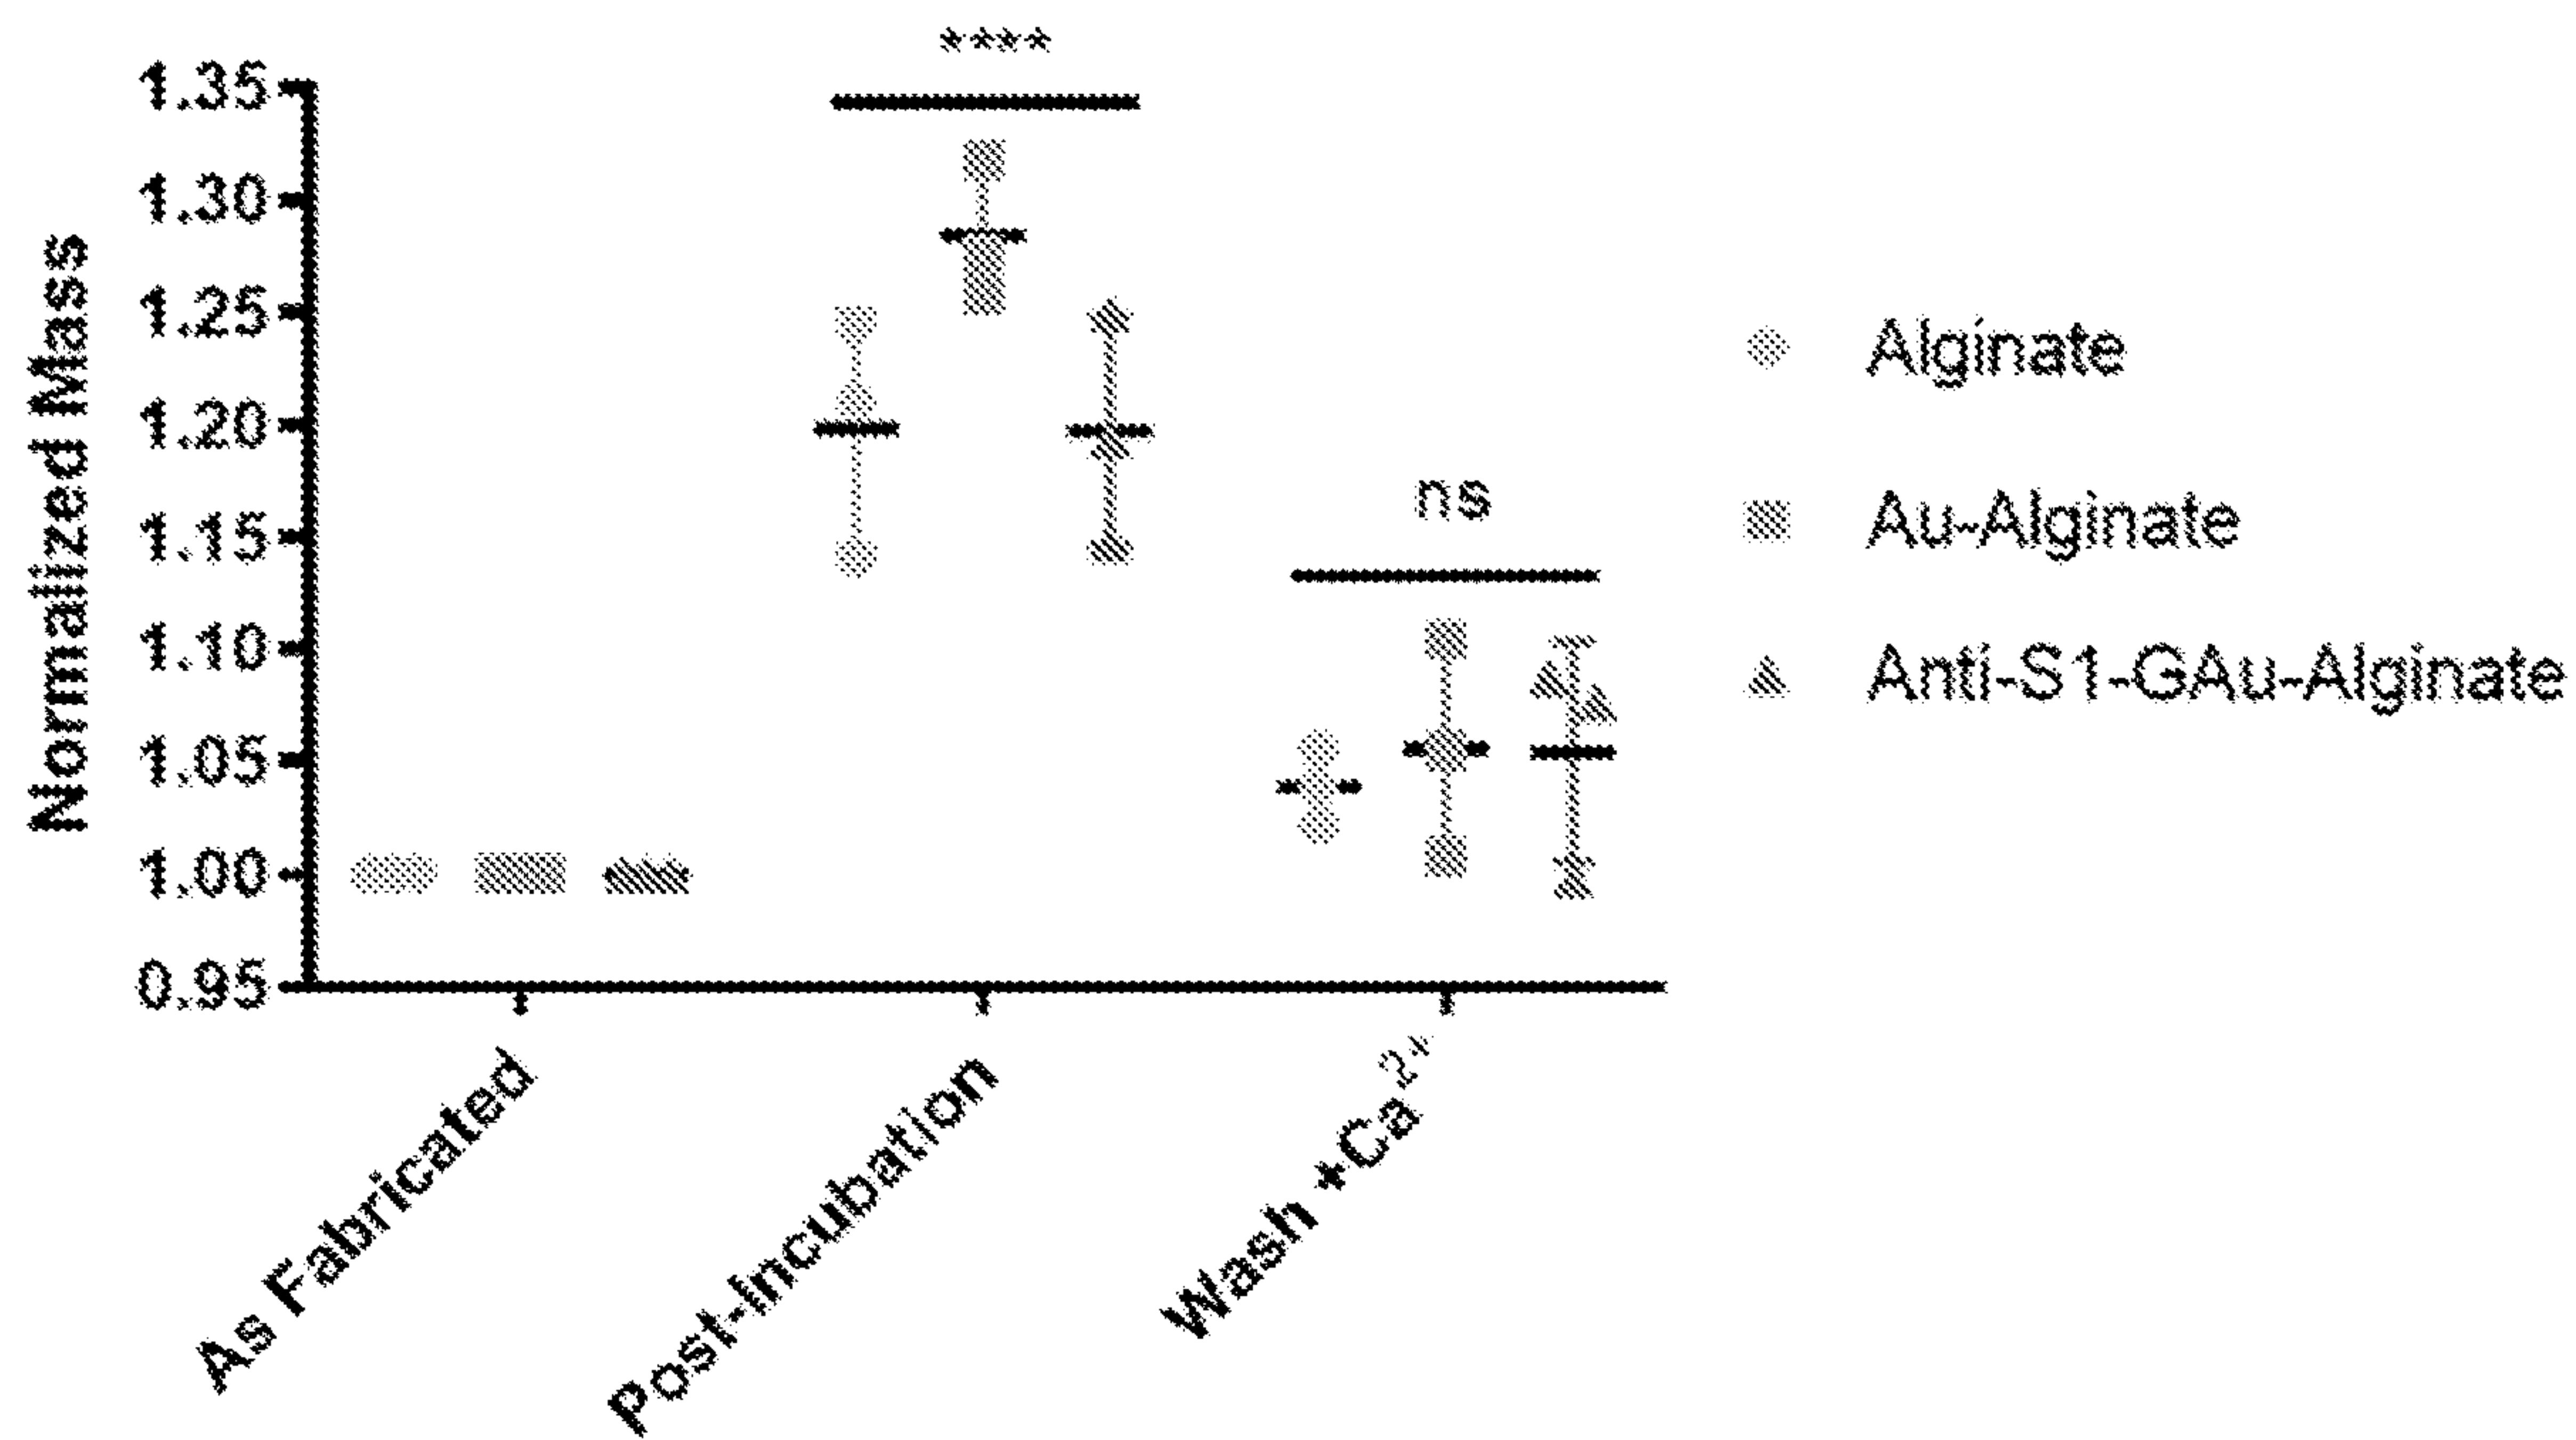 ****
1.35
1.30
1.25
1.20
1.15
1.10
1.05
1.00
0.95
Normalized Mass
ns
Alginate
Au-Alginate
Anti-S1-GAu-Alginate
As Fabricated
Post-Incubation
Wash +Ca²⁺